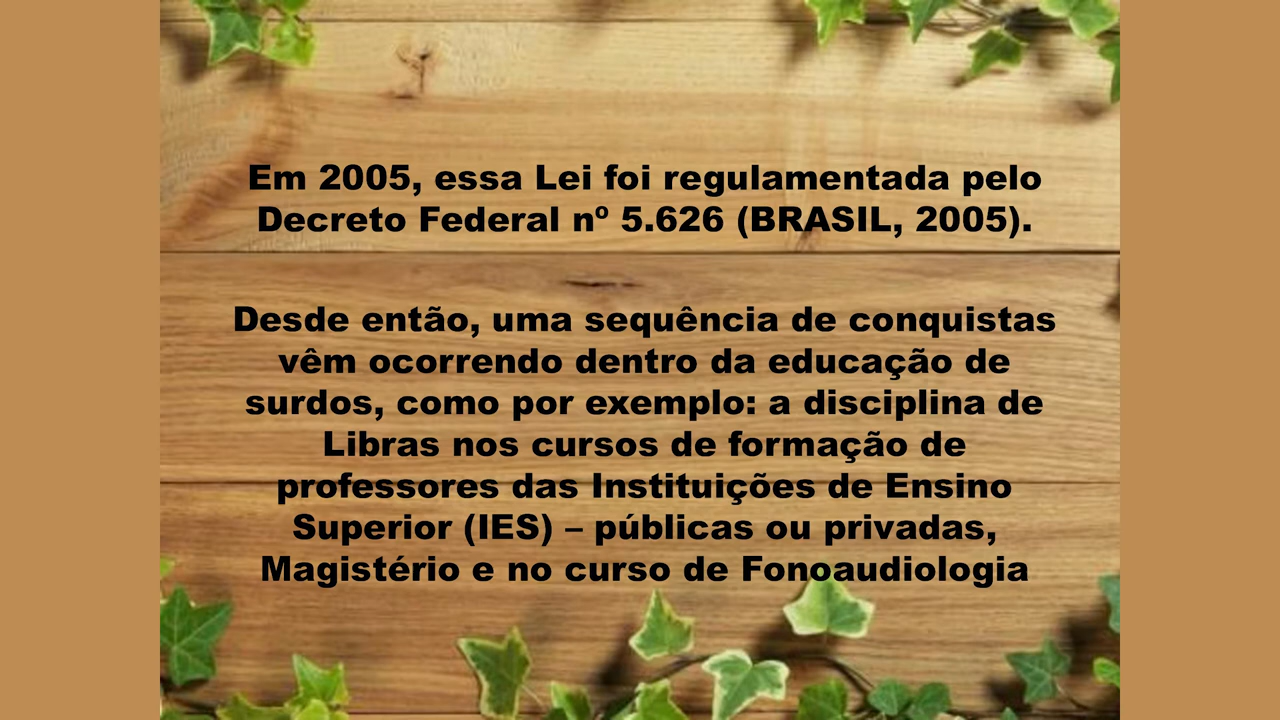 Em 2005, essa Lei foi regulamentada pelo
Decreto Federal nº 5.626 (BRASIL, 2005).
Desde então, uma sequência de conquistas
vêm ocorrendo dentro da educação de
surdos, como por exemplo: a disciplina de
Libras nos cursos de formação de
professores das Instituições de Ensino
Superior (IES) – públicas ou privadas,
Magistério e no curso de Fonoaudiologia